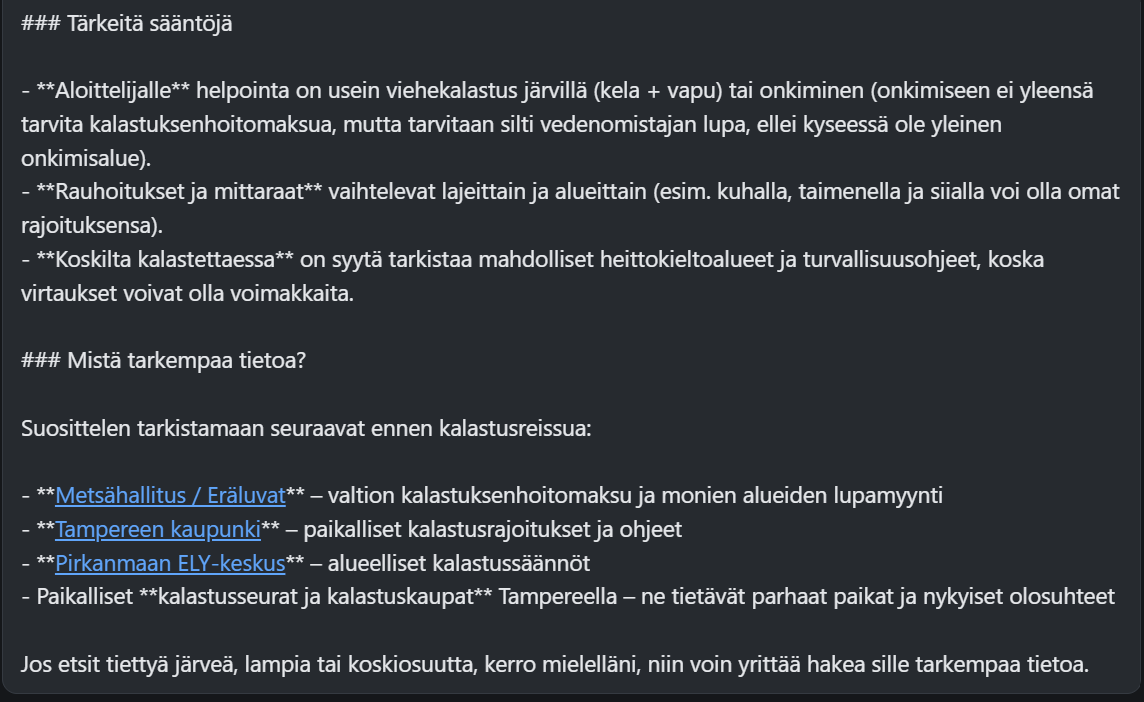 ### Tärkeitä sääntöjä
- **Aloittelijalle** helpointa on usein viehekalastus järvillä (kela + vapu) tai onkiminen (onkimiseen ei yleensä
tarvita kalastuksenhoitomaksua, mutta tarvitaan silti vedenomistajan lupa, ellei kyseessä ole yleinen
onkimisalue).
- **Rauhoitukset ja mittaraat** vaihtelevat lajeittain ja alueittain (esim. kuhalla, taimenella ja siialla voi olla omat
rajoituksensa).
- **Koskilta kalastettaessa** on syytä tarkistaa mahdolliset heittokieltoalueet ja turvallisuusohjeet, koska
virtaukset voivat olla voimakkaita.
### Mistä tarkempaa tietoa?
Suosittelen tarkistamaan seuraavat ennen kalastusreissua:
- **Metsähallitus / Eräluvat** – valtion kalastuksenhoitomaksu ja monien alueiden lupamyynti
- **Tampereen kaupunki** – paikalliset kalastusrajoitukset ja ohjeet
- **Pirkanmaan ELY-keskus** – alueelliset kalastussäännöt
- Paikalliset **kalastusseurat ja kalastuskaupat** Tampereella – ne tietävät parhaat paikat ja nykyiset olosuhteet
Jos etsit tiettyä järveä, lampia tai koskiosuutta, kerro mielelläni, niin voin yrittää hakea sille tarkempaa tietoa.